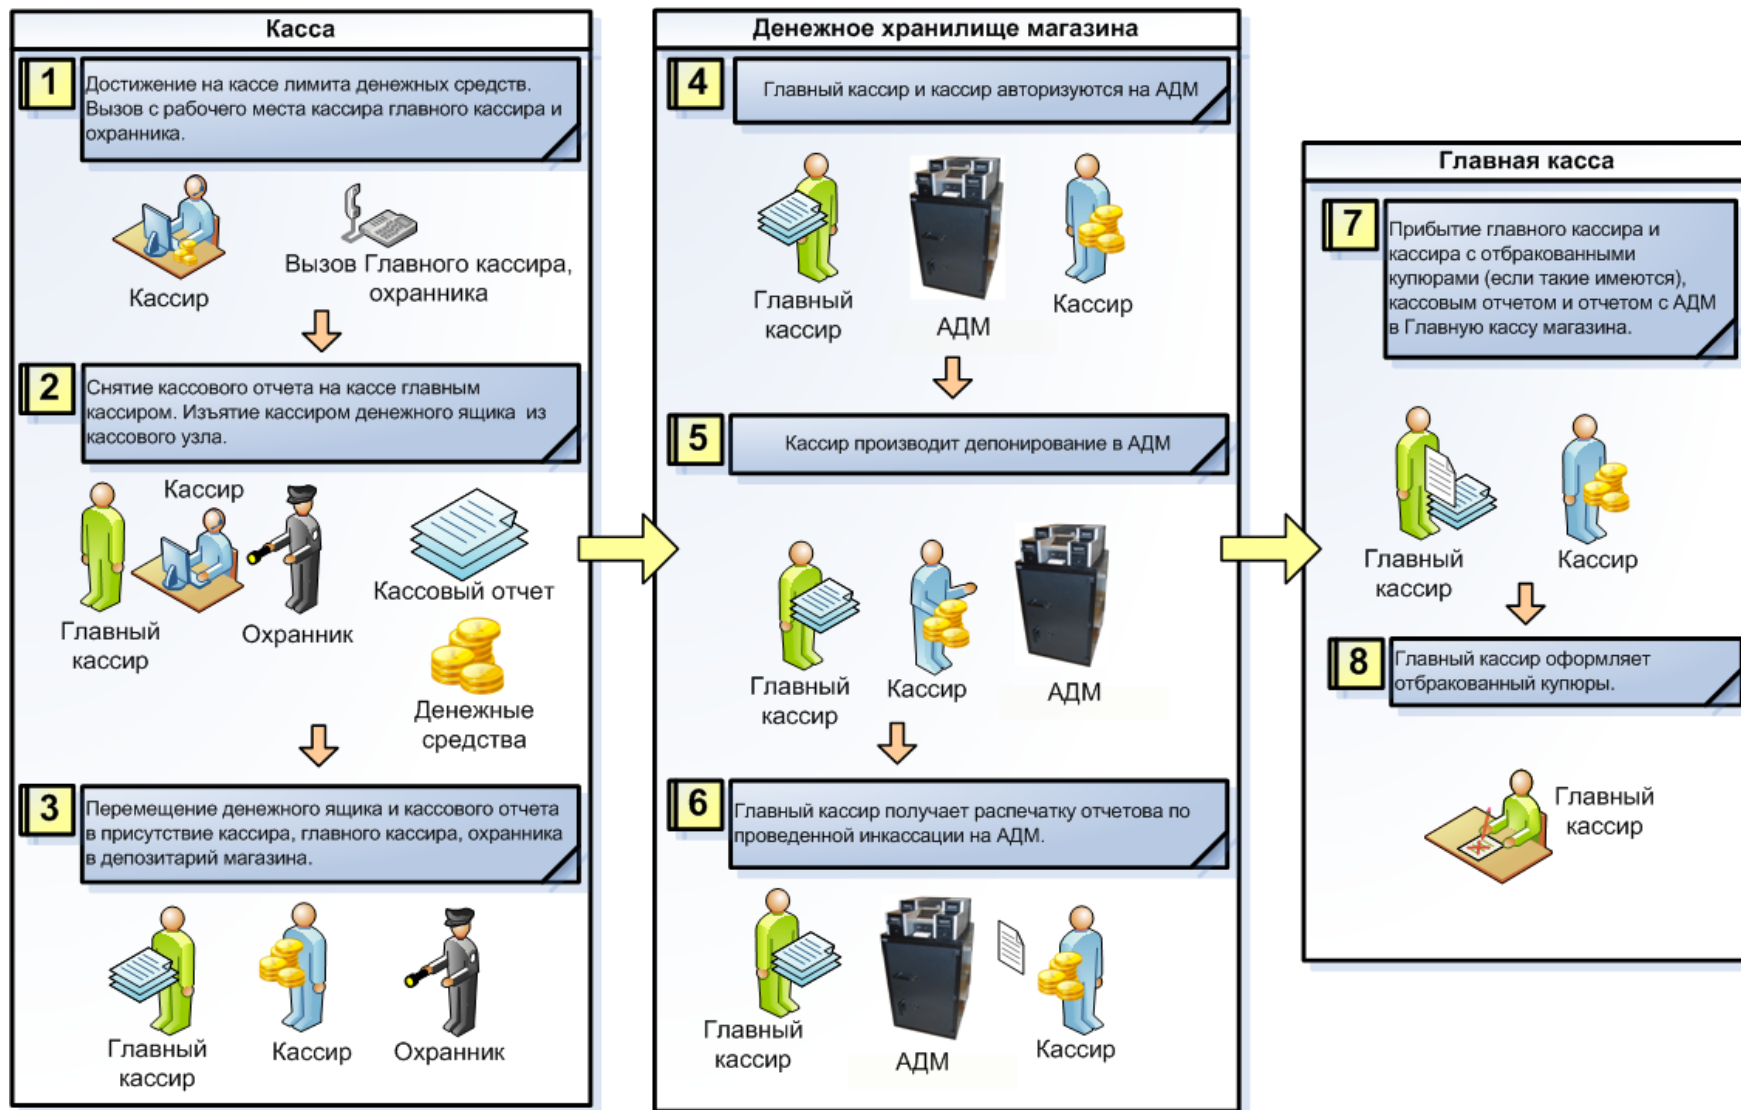 Касса
1
Достижение на кассе лимита денежных средств.
Вызов с рабочего места кассира главного кассира и
охранника.
Кассир
Вызов Главного кассира,
охранника
2
Снятие кассового отчета на кассе главным
кассиром. Изъятие кассиром денежного ящика из
кассового узла.
Кассир
Главный
кассир
Охранник
Кассовый отчет
Денежные
средства
3
Перемещение денежного ящика и кассового отчета
в присутствие кассира, главного кассира, охранника
в депозитарий магазина.
Главный
кассир
Кассир
Охранник
Денежное хранилище магазина
4
Главный кассир и кассир авторизуются на АДМ
Главный
кассир
АДМ
Кассир
5
Кассир производит депонирование в АДМ
Главный
кассир
Кассир
АДМ
6
Главный кассир получает распечатку отчетова по
проведенной инкассации на АДМ.
Главный
кассир
АДМ
Кассир
Главная касса
7
Прибытие главного кассира и
кассира с отбракованными
купюрами (если такие имеются),
кассовым отчетом и отчетом с АДМ
в Главную кассу магазина.
Главный
кассир
Кассир
8
Главный кассир оформляет
отбракованный купюры.
Главный
кассир